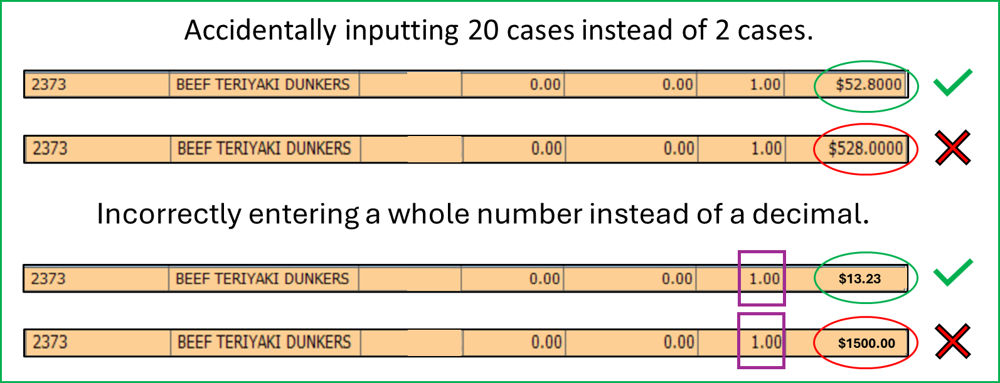 Accidentally inputting 20 cases instead of 2 cases.
2373 BEEF TERIYAKI DUNKERS 0.00 0.00 1.00 $52.8000
2373 BEEF TERIYAKI DUNKERS 0.00 0.00 1.00 $528.0000
Incorrectly entering a whole number instead of a decimal.
2373 BEEF TERIYAKI DUNKERS 0.00 0.00 1.00 $13.23
2373 BEEF TERIYAKI DUNKERS 0.00 0.00 1.00 $1500.00